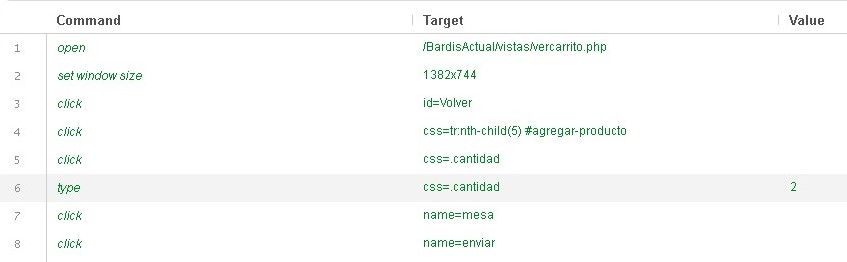 Command Target Value
1 open /BardisActual/vistas/vercarrito.php
2 set window size 1382x744
3 click id=Volver
4 click css=tr:nth-child(5) #agregar-producto
5 click css=.cantidad
6 type css=.cantidad 2
7 click name=mesa
8 click name=enviar